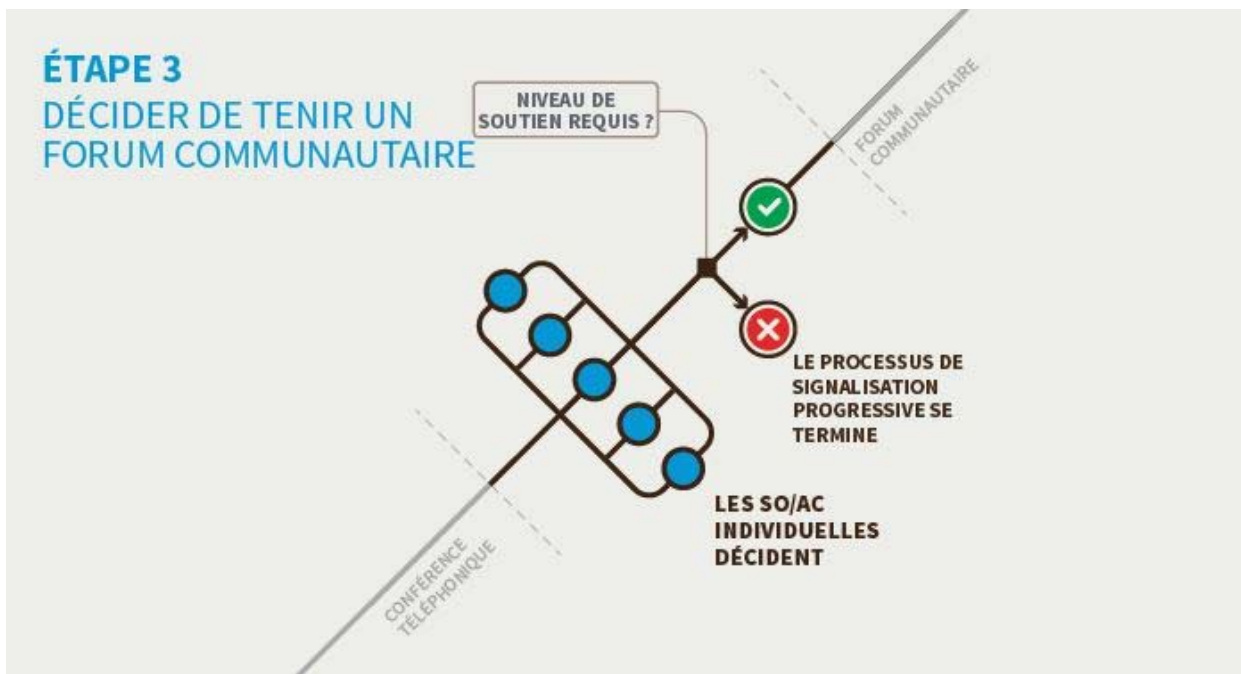 ÉTAPE 3
DÉCIDER DE TENIR UN
FORUM COMMUNAUTAIRE
NIVEAU DE
SOUTIEN REQUIS ?
FORUM
COMMUNAUTAIRE
LE PROCESSUS DE
SIGNALISATION
PROGRESSIVE SE
TERMINE
LES SO/AC
INDIVIDUELLES
DÉCIDENT
CONFÉRENCE
TÉLÉPHONIQUE